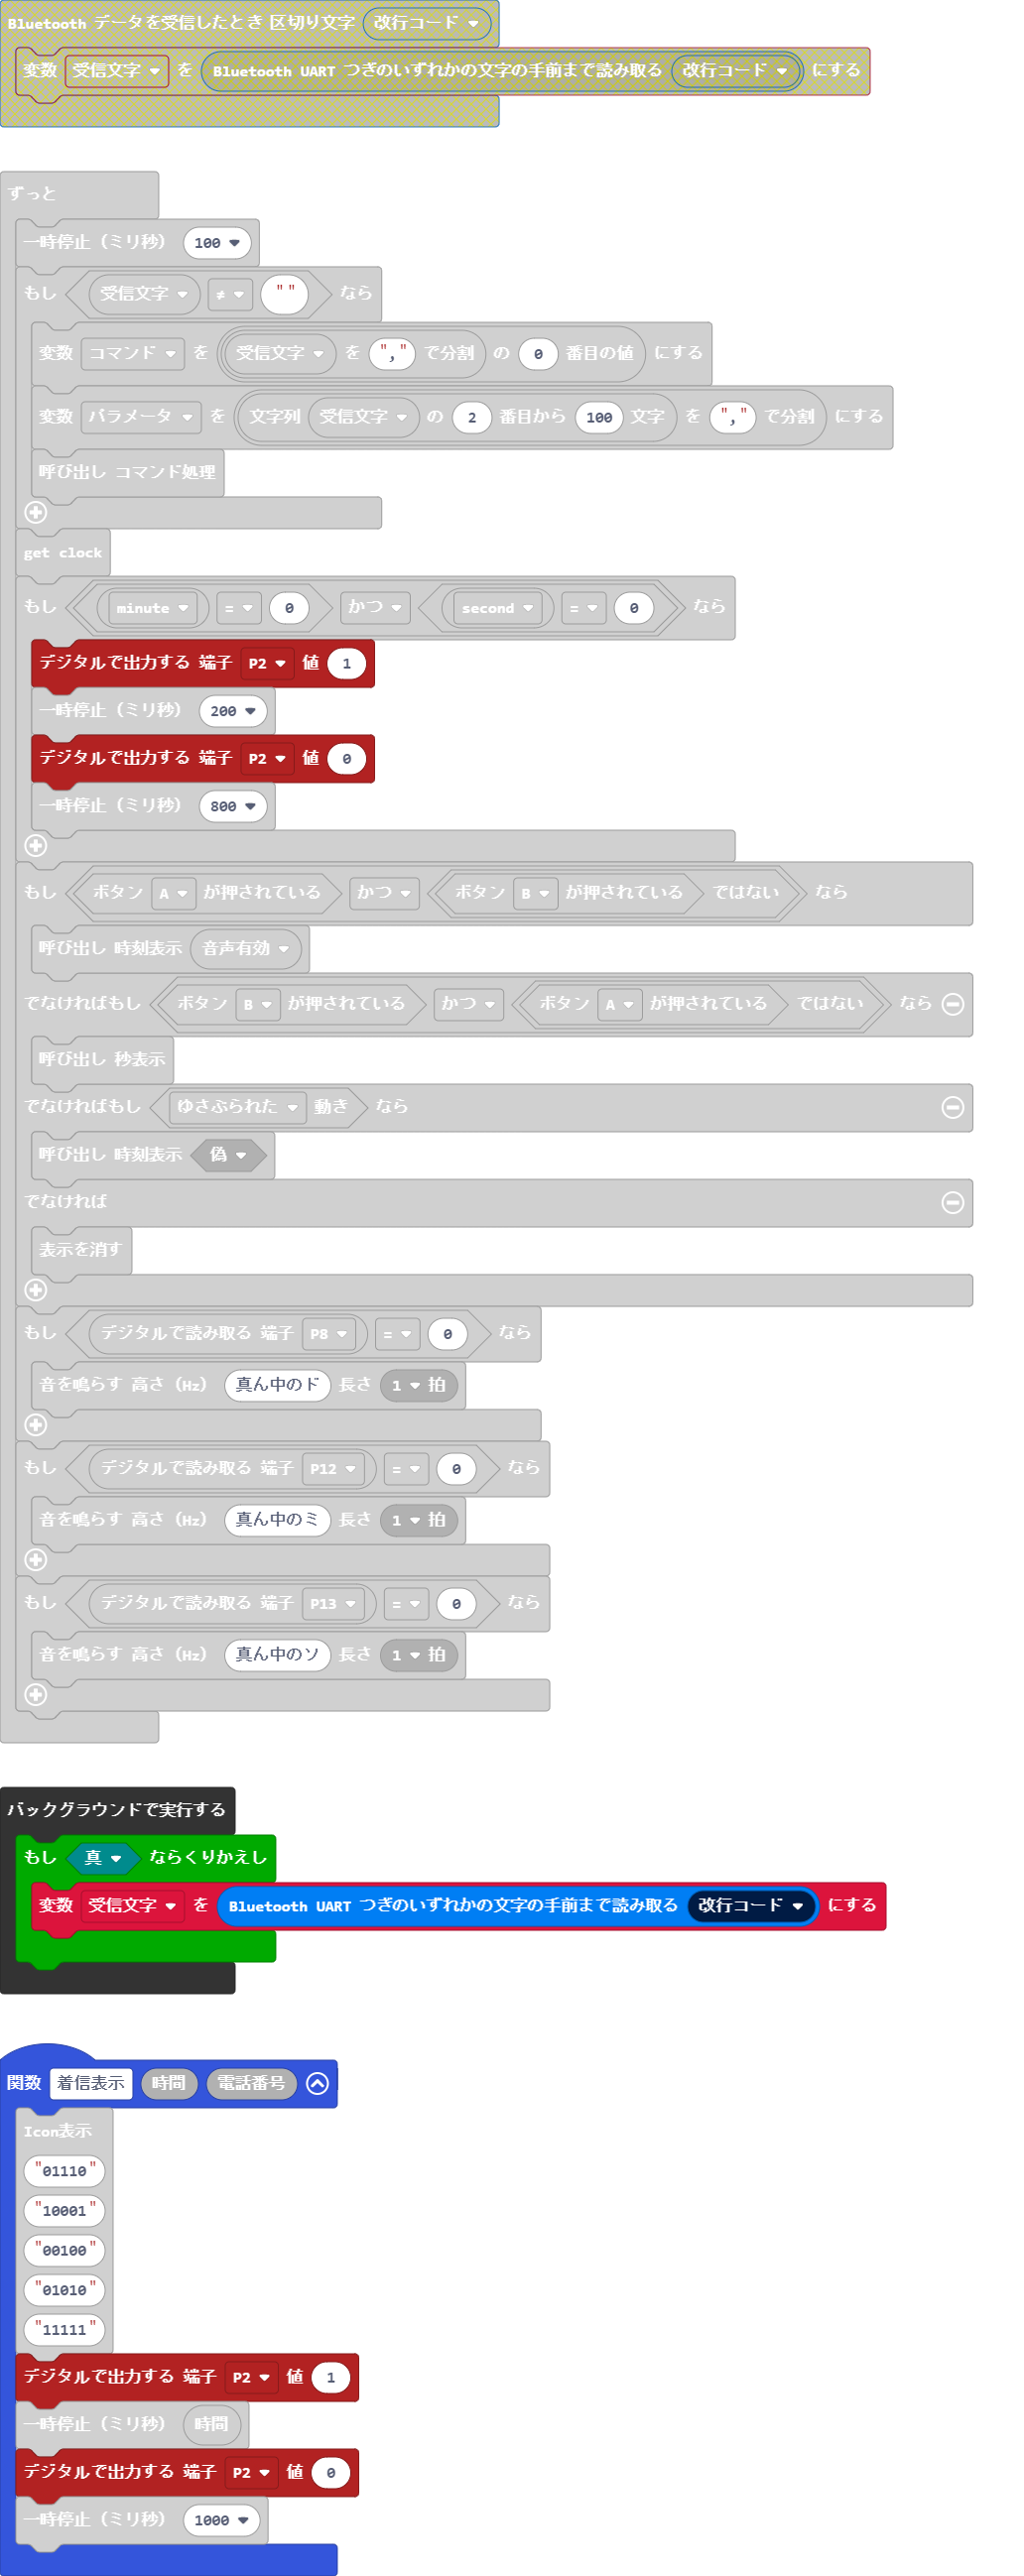 Bluetooth データを受信したとき 区切り文字 改行コード
変数 受信文字 を Bluetooth UART つぎのいずれかの文字の手前まで読み取る 改行コード にする
ずっと
一時停止（ミリ秒） 100
もし 受信文字 ≠ "" なら
変数 コマンド を 受信文字 を "," で分割 の 0 番目の値 にする
変数 パラメータ を 文字列 受信文字 の 2 番目から 100 文字 を "," で分割 にする
呼び出し コマンド処理
get clock
もし minute = 0 かつ second = 0 なら
デジタルで出力する 端子 P2 値 1
一時停止（ミリ秒） 200
デジタルで出力する 端子 P2 値 0
一時停止（ミリ秒） 800
もし ボタン A が押されている かつ ボタン B が押されている ではない なら
呼び出し 時刻表示 音声有効
でなければもし ボタン B が押されている かつ ボタン A が押されている ではない なら
呼び出し 秒表示
でなければもし ゆさぶられた 動き なら
呼び出し 時刻表示 偽
でなければ
表示を消す
もし デジタルで読み取る 端子 P8 = 0 なら
音を鳴らす 高さ（Hz） 真ん中のド 長さ 1 拍
もし デジタルで読み取る 端子 P12 = 0 なら
音を鳴らす 高さ（Hz） 真ん中のミ 長さ 1 拍
もし デジタルで読み取る 端子 P13 = 0 なら
音を鳴らす 高さ（Hz） 真ん中のソ 長さ 1 拍
バックグラウンドで実行する
もし 真 ならくりかえし
変数 受信文字 を Bluetooth UART つぎのいずれかの文字の手前まで読み取る 改行コード にする
関数 着信表示 時間 電話番号
Icon表示
"01110"
"10001"
"00100"
"01010"
"11111"
デジタルで出力する 端子 P2 値 1
一時停止（ミリ秒） 時間
デジタルで出力する 端子 P2 値 0
一時停止（ミリ秒） 1000